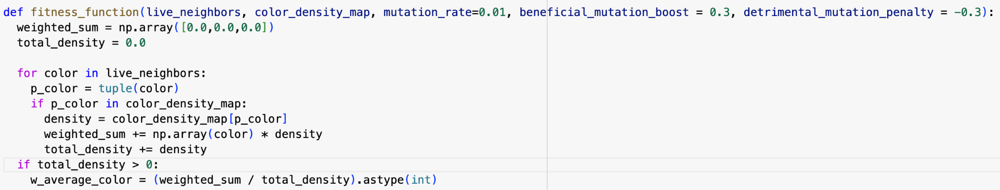 def fitness_function(live_neighbors, color_density_map, mutation_rate=0.01, beneficial_mutation_boost = 0.3, detrimental_mutation_penalty = -0.3):
  weighted_sum = np.array([0.0,0.0,0.0])
  total_density = 0.0

  for color in live_neighbors:
    p_color = tuple(color)
    if p_color in color_density_map:
      density = color_density_map[p_color]
      weighted_sum += np.array(color) * density
      total_density += density
  if total_density > 0:
    w_average_color = (weighted_sum / total_density).astype(int)